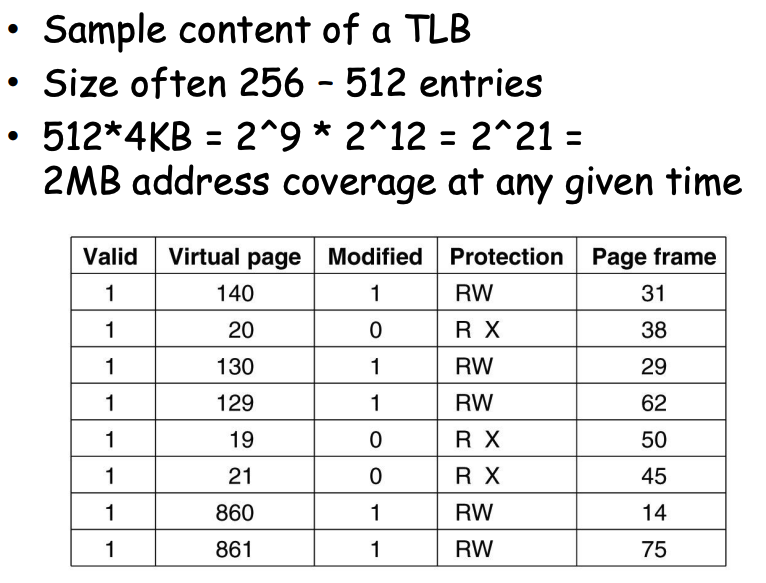 • Sample content of a TLB
• Size often 256 – 512 entries
• 512*4KB = 2^9 * 2^12 = 2^21 =
2MB address coverage at any given time
Valid Virtual page Modified Protection Page frame
1 140 1 RW 31
1 20 0 R X 38
1 130 1 RW 29
1 129 1 RW 62
1 19 0 R X 50
1 21 0 R X 45
1 860 1 RW 14
1 861 1 RW 75